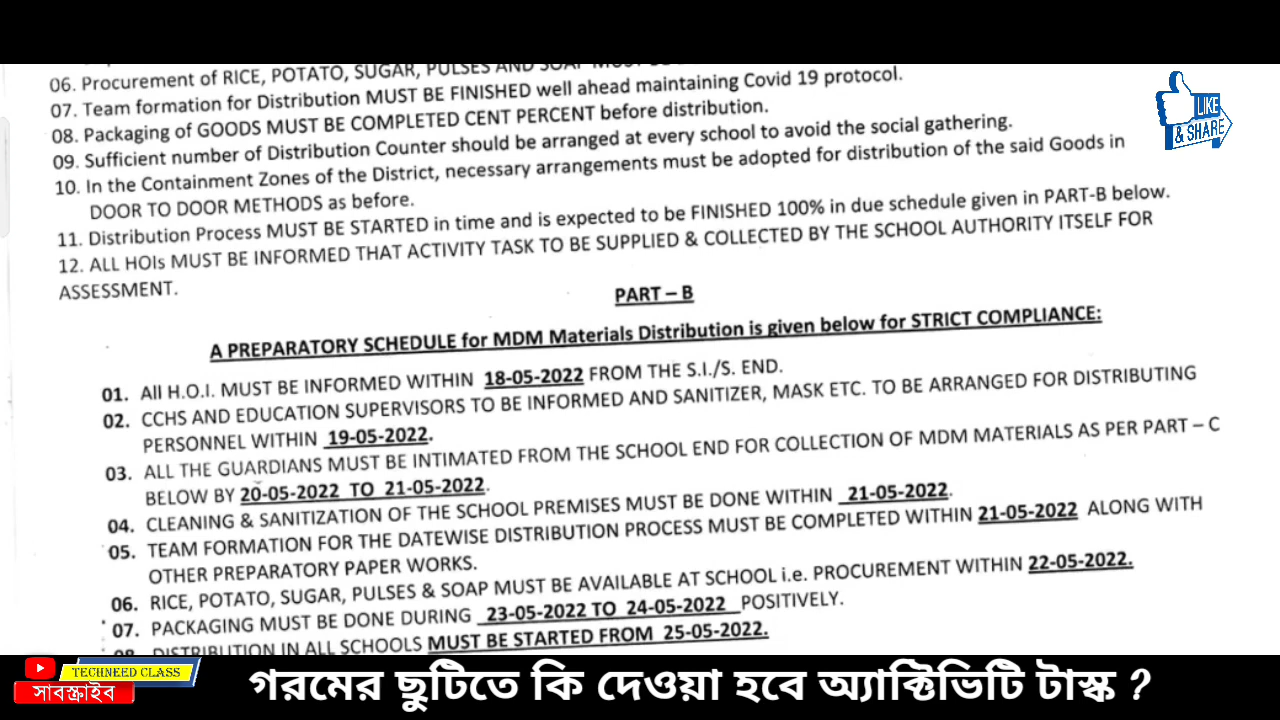 06. Procurement of RICE, POTATO, SUGAR, PULSES AND SOAP MUST BE
07. Team formation for Distribution MUST BE FINISHED well ahead maintaining Covid 19 protocol.
08. Packaging of GOODS MUST BE COMPLETED CENT PERCENT before distribution.
09. Sufficient number of Distribution Counter should be arranged at every school to avoid the social gathering.
10. In the Containment Zones of the District, necessary arrangements must be adopted for distribution of the said Goods in
DOOR TO DOOR METHODS as before.
11. Distribution Process MUST BE STARTED in time and is expected to be FINISHED 100% in due schedule given in PART-B below.
12. ALL HOIs MUST BE INFORMED THAT ACTIVITY TASK TO BE SUPPLIED & COLLECTED BY THE SCHOOL AUTHORITY ITSELF FOR
ASSESSMENT.
PART – B
A PREPARATORY SCHEDULE for MDM Materials Distribution is given below for STRICT COMPLIANCE:
01. All H.O.I. MUST BE INFORMED WITHIN 18-05-2022 FROM THE S.I./S. END.
02. CCHS AND EDUCATION SUPERVISORS TO BE INFORMED AND SANITIZER, MASK ETC. TO BE ARRANGED FOR DISTRIBUTING
PERSONNEL WITHIN 19-05-2022.
03. ALL THE GUARDIANS MUST BE INTIMATED FROM THE SCHOOL END FOR COLLECTION OF MDM MATERIALS AS PER PART – C
BELOW BY 20-05-2022 TO 21-05-2022.
04. CLEANING & SANITIZATION OF THE SCHOOL PREMISES MUST BE DONE WITHIN 21-05-2022.
05. TEAM FORMATION FOR THE DATEWISE DISTRIBUTION PROCESS MUST BE COMPLETED WITHIN 21-05-2022 ALONG WITH
OTHER PREPARATORY PAPER WORKS.
06. RICE, POTATO, SUGAR, PULSES & SOAP MUST BE AVAILABLE AT SCHOOL i.e. PROCUREMENT WITHIN 22-05-2022.
07. PACKAGING MUST BE DONE DURING 23-05-2022 TO 24-05-2022 POSITIVELY.
08. DISTRIBUTION IN ALL SCHOOLS MUST BE STARTED FROM 25-05-2022.
LIKE
& SHARE
TECHNEED CLASS
সাবস্ক্রাইব
গরমের ছুটিতে কি দেওয়া হবে অ্যাক্টিভিটি টাস্ক ?